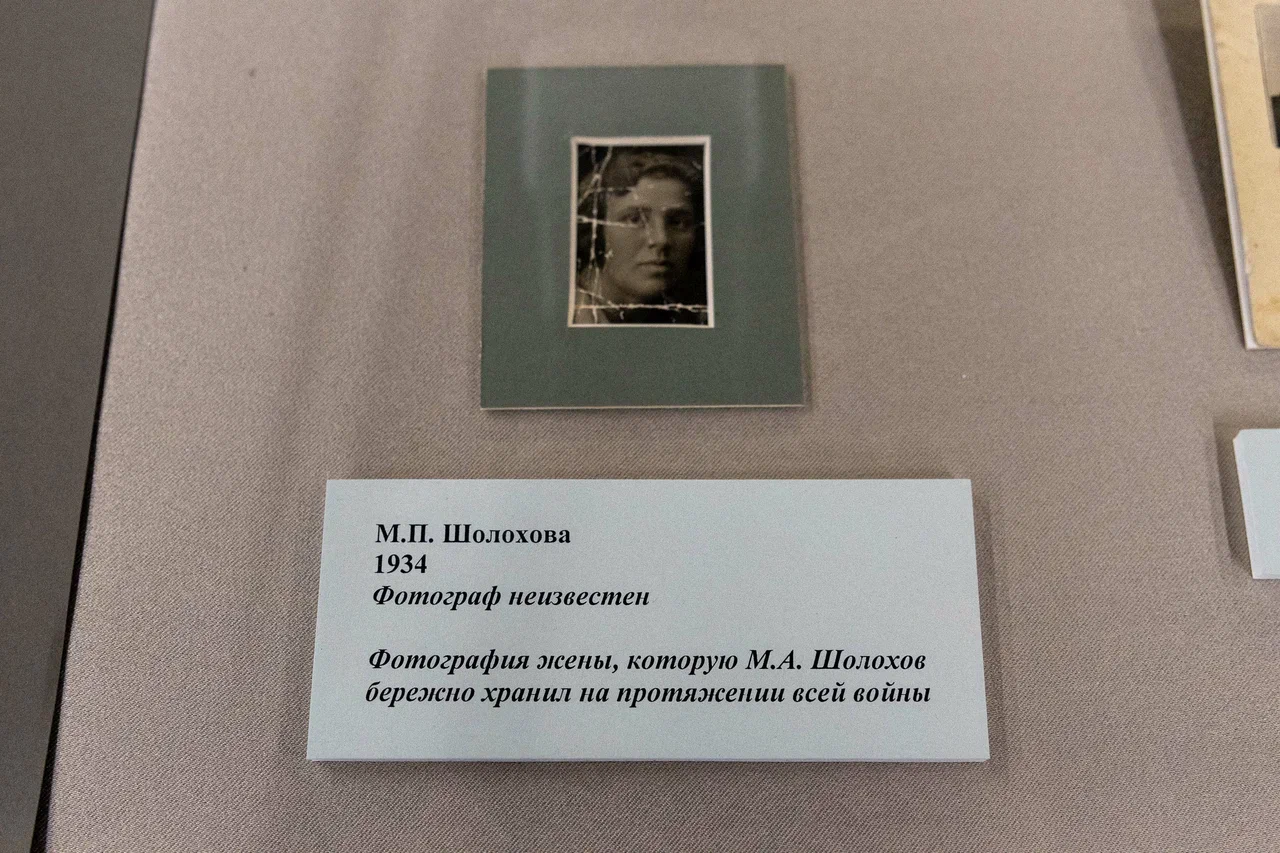 М.П. Шолохова
1934
Фотограф неизвестен
Фотография жены, которую М.А. Шолохов
бережно хранил на протяжении всей войны